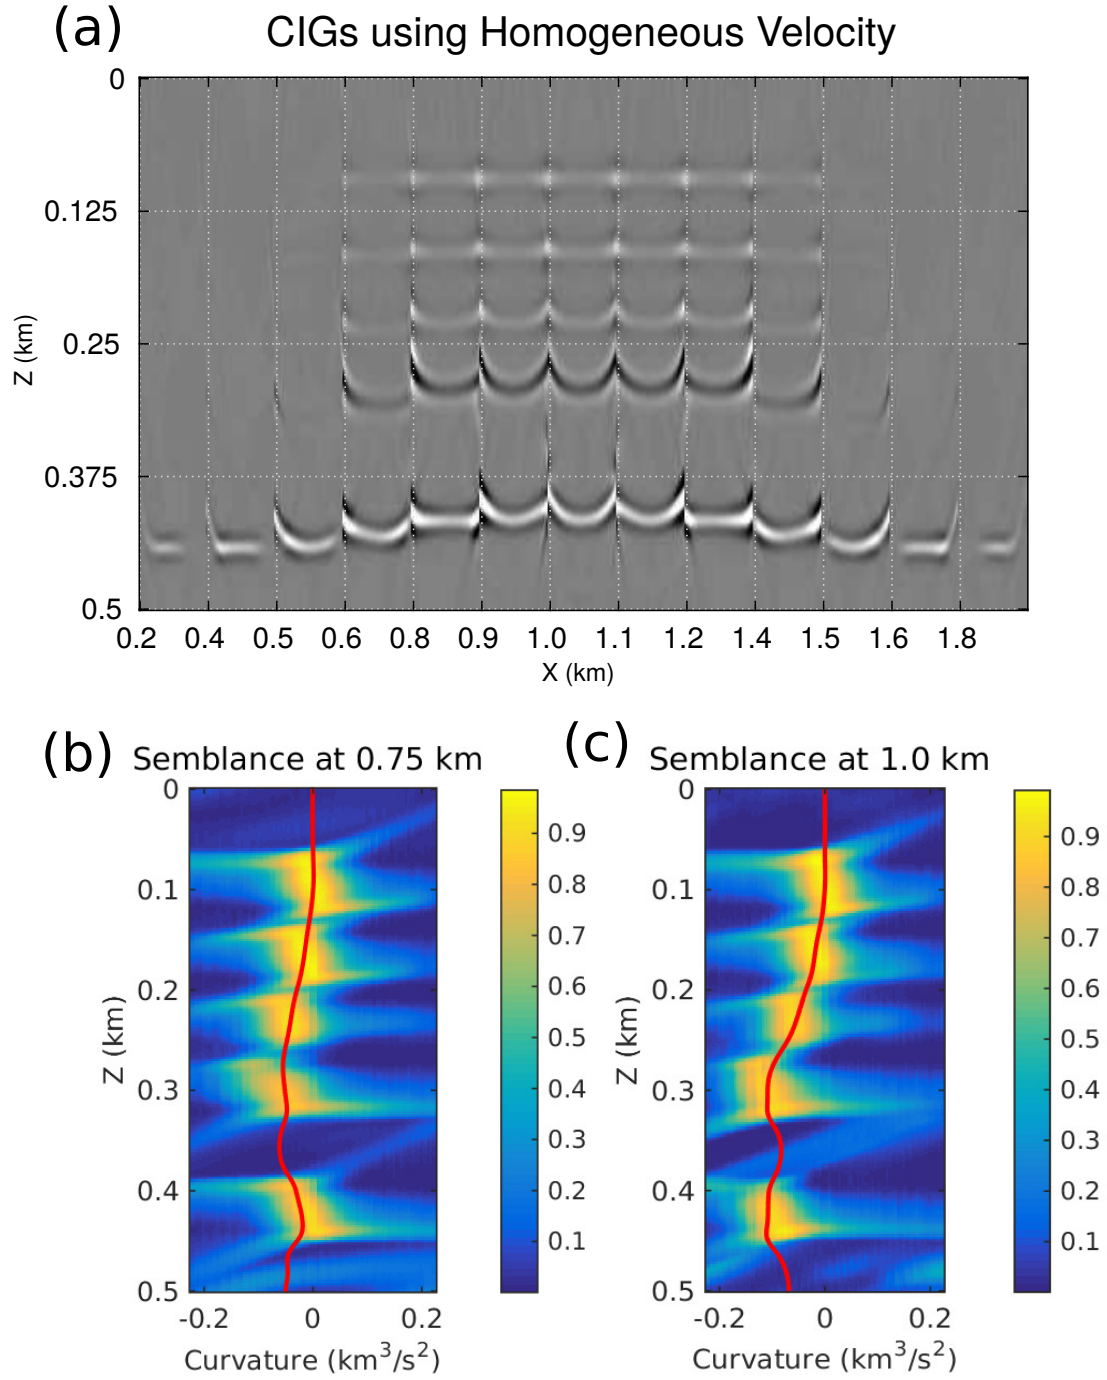 (a)
CIGs using Homogeneous Velocity
0
0.125
0.25
0.375
0.5
Z (km)
0.2 0.4 0.5 0.6 0.8 0.9 1.0 1.1 1.2 1.4 1.6 1.8
X (km)
(b)
Semblance at 0.75 km
0
0.1
0.2
0.3
0.4
0.5
Z (km)
-0.2 0 0.2
Curvature (km³/s²)
0.9
0.8
0.7
0.6
0.5
0.4
0.3
0.2
0.1
(c)
Semblance at 1.0 km
0
0.1
0.2
0.3
0.4
0.5
Z (km)
-0.2 0 0.2
Curvature (km³/s²)
0.9
0.8
0.7
0.6
0.5
0.4
0.3
0.2
0.1